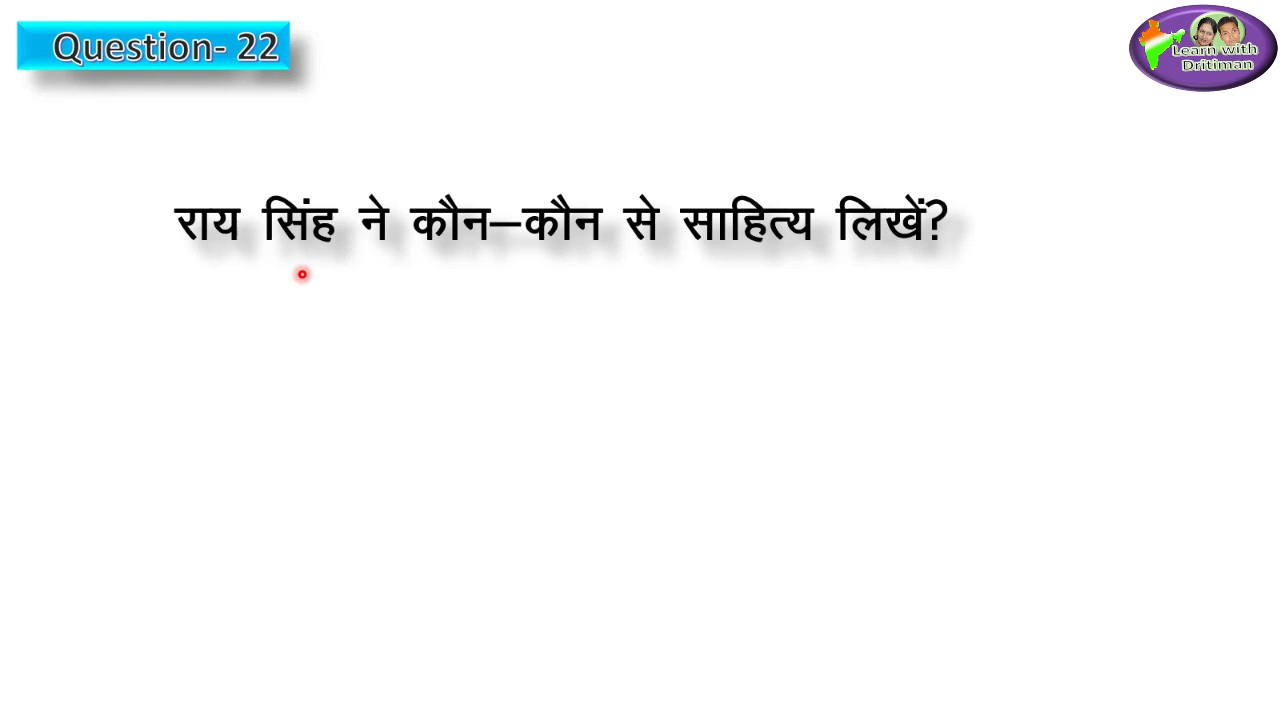 Question- 22
Learn with
Dritiman
राय सिंह ने कौन–कौन से साहित्य लिखें?